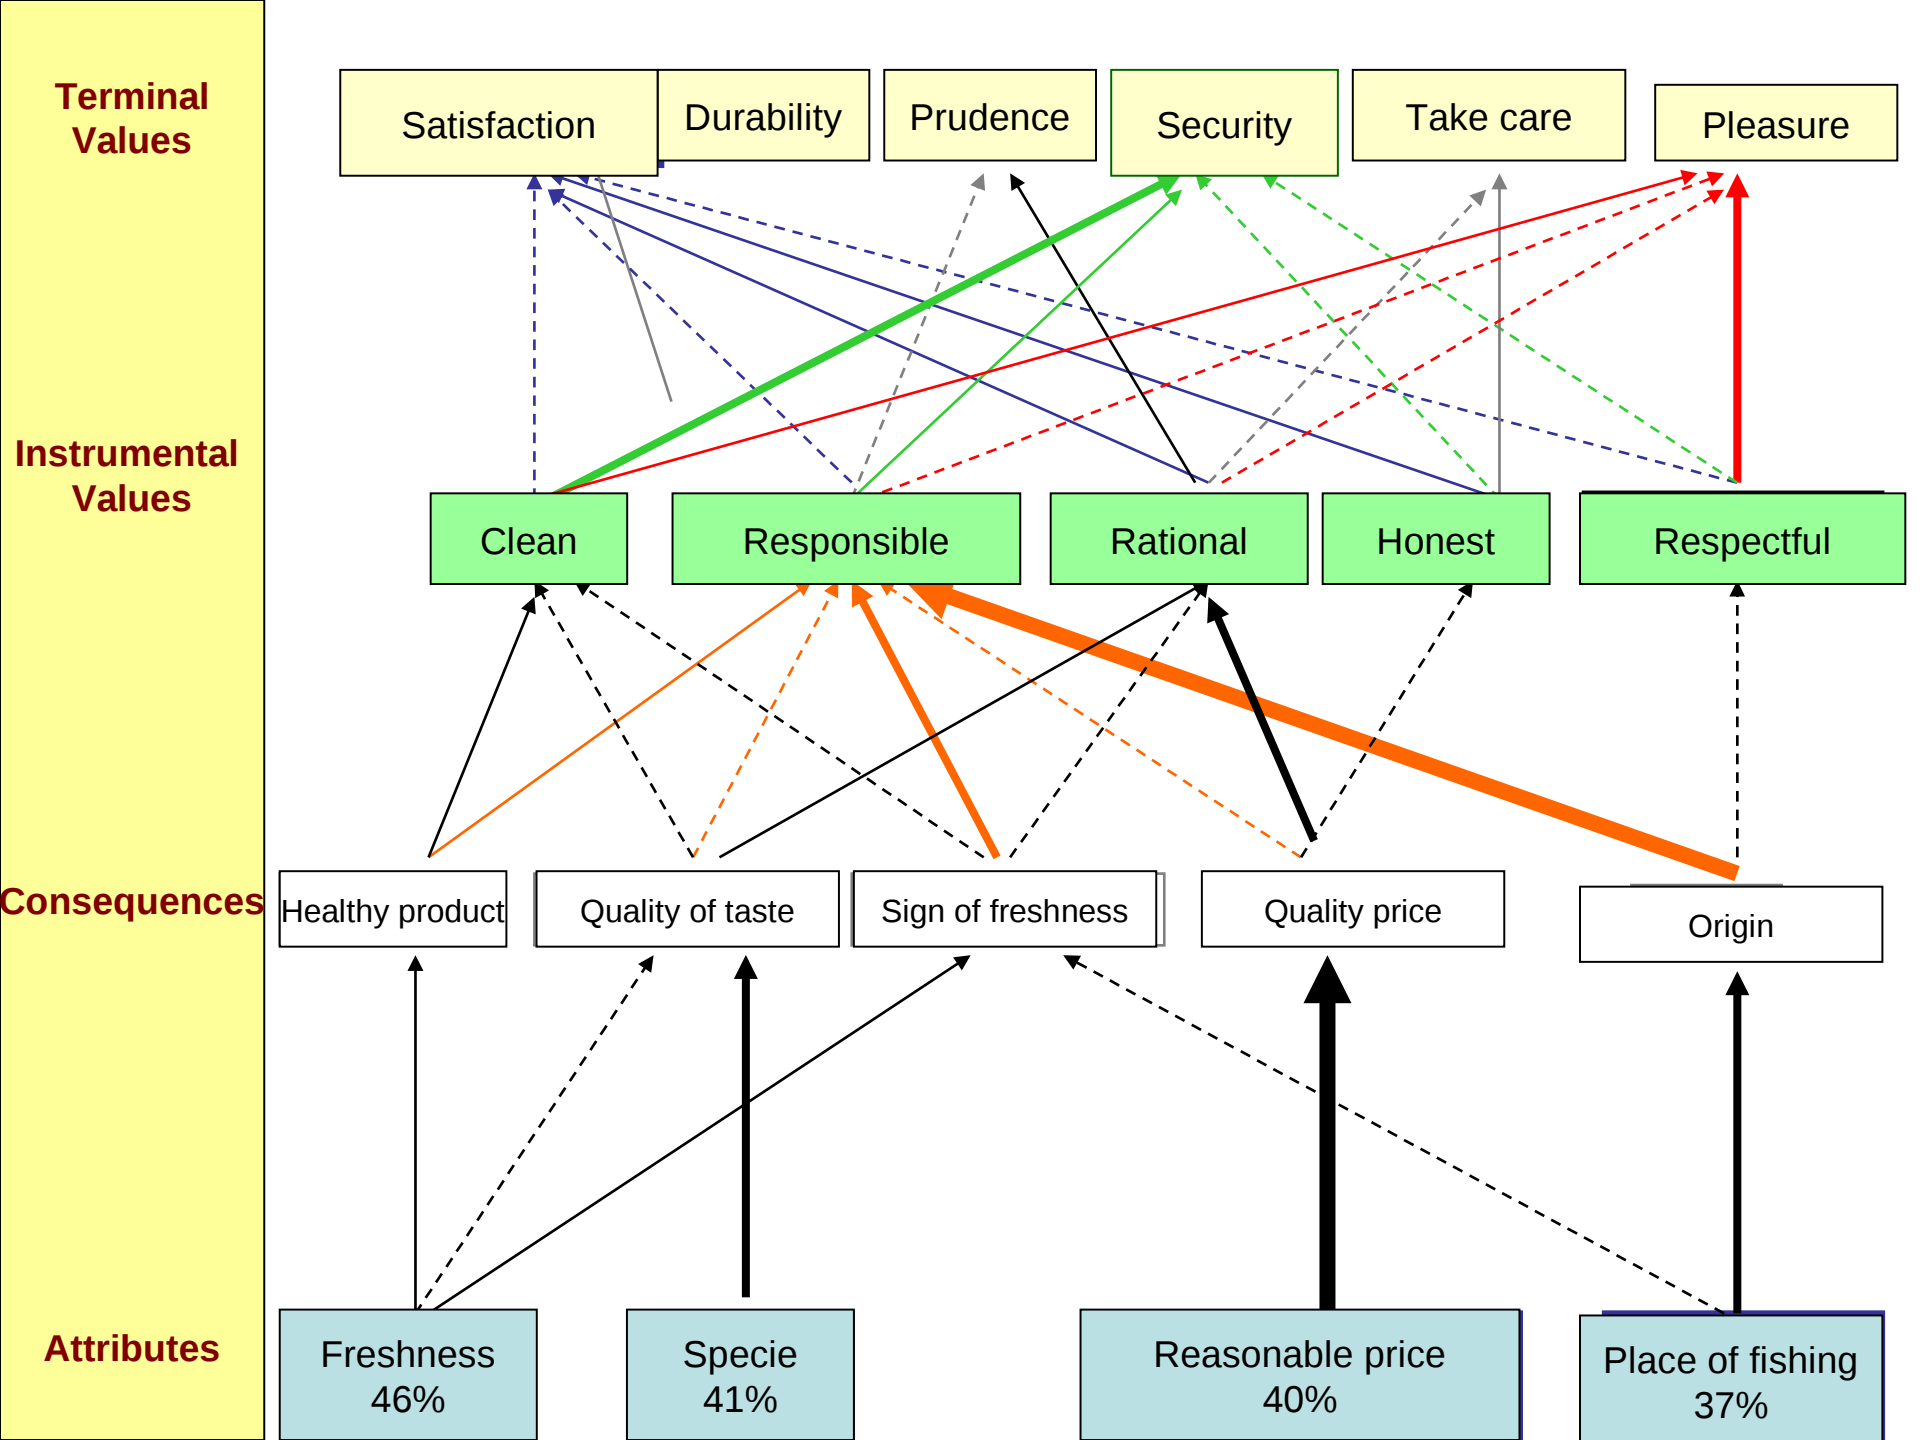 Terminal
Values
Satisfaction
Durability
Prudence
Security
Take care
Pleasure
Instrumental
Values
Clean
Responsible
Rational
Honest
Respectful
Consequences
Healthy product
Quality of taste
Sign of freshness
Quality price
Origin
Attributes
Freshness
46%
Specie
41%
Reasonable price
40%
Place of fishing
37%